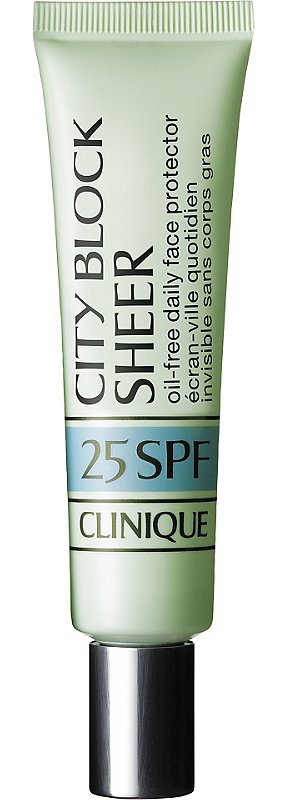 CITY BLOCK
SHEER
oil-free daily face protector
écran-ville quotidien
invisible sans corps gras
25 SPF
CLINIQUE